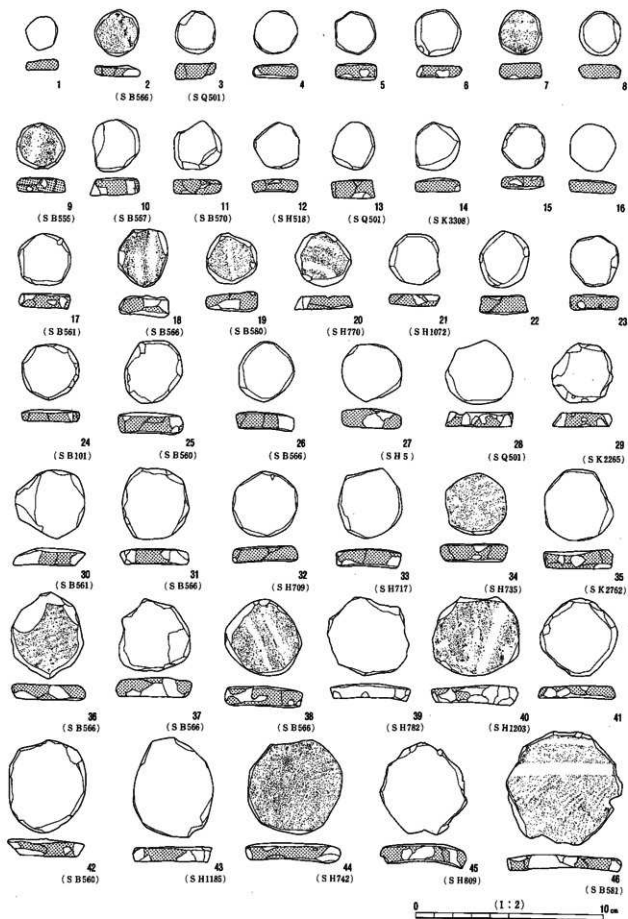 1 2 3 4 5 6 7 8
(SB566) (SQ501)
9 10 11 12 13 14 15 16
(SB555) (SB557) (SB570) (SH518) (SQ501) (SK3308)
17 18 19 20 21 22 23
(SB561) (SB566) (SB580) (SH770) (SH1072)
24 25 26 27 28 29
(SB101) (SB560) (SB566) (SH5) (SQ501) (SK2265)
30 31 32 33 34 35
(SB561) (SB566) (SH709) (SH717) (SH735) (SK2762)
36 37 38 39 40 41
(SB566) (SB566) (SB566) (SH782) (SH1203)
42 43 44 45 46
(SB560) (SH1185) (SH742) (SH809) (SB581)
0 (1:2) 10cm